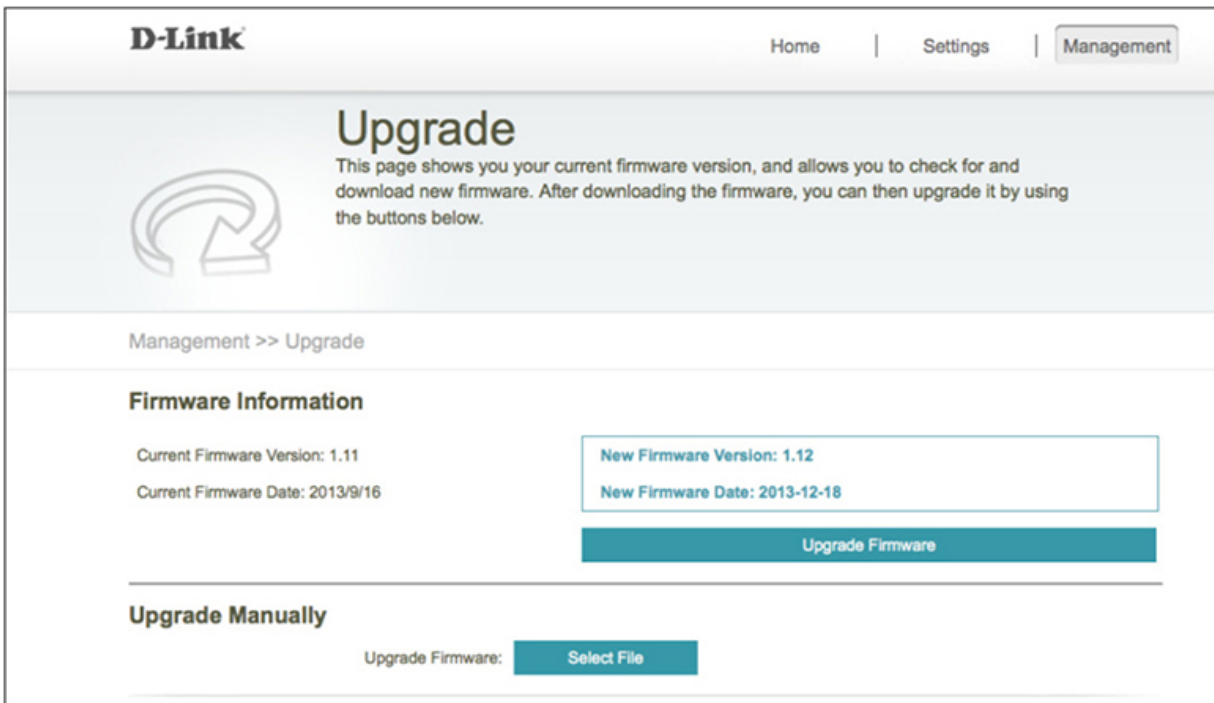 D-Link
Home | Settings | Management
Upgrade
This page shows you your current firmware version, and allows you to check for and
download new firmware. After downloading the firmware, you can then upgrade it by using
the buttons below.
Management >> Upgrade
Firmware Information
Current Firmware Version: 1.11
New Firmware Version: 1.12
Current Firmware Date: 2013/9/16
New Firmware Date: 2013-12-18
Upgrade Firmware
Upgrade Manually
Upgrade Firmware: Select File